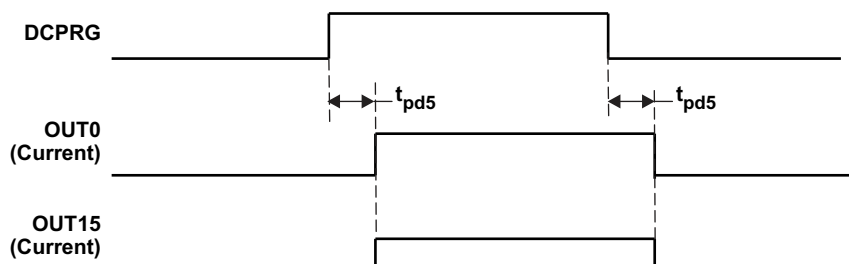 DCPRG
t_pd5
t_pd5
OUT0
(Current)
OUT15
(Current)